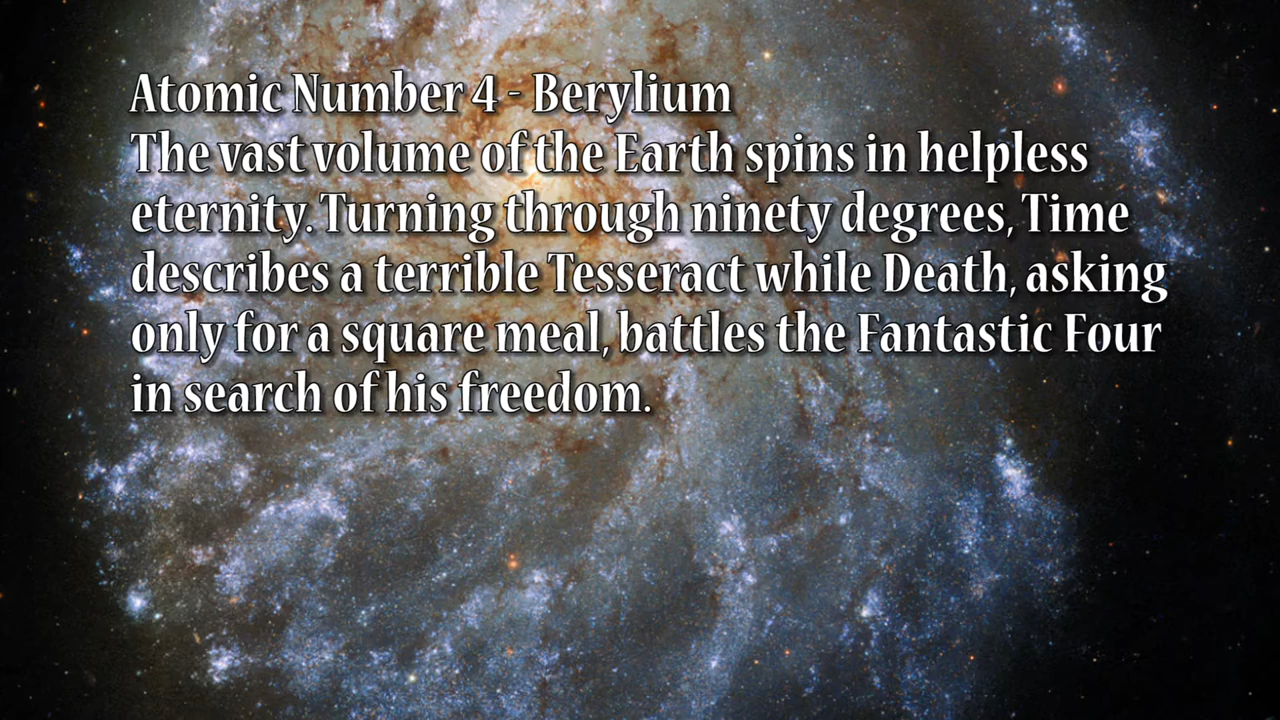 Atomic Number 4 - Berylium
The vast volume of the Earth spins in helpless
eternity. Turning through ninety degrees, Time
describes a terrible Tesseract while Death, asking
only for a square meal, battles the Fantastic Four
in search of his freedom.